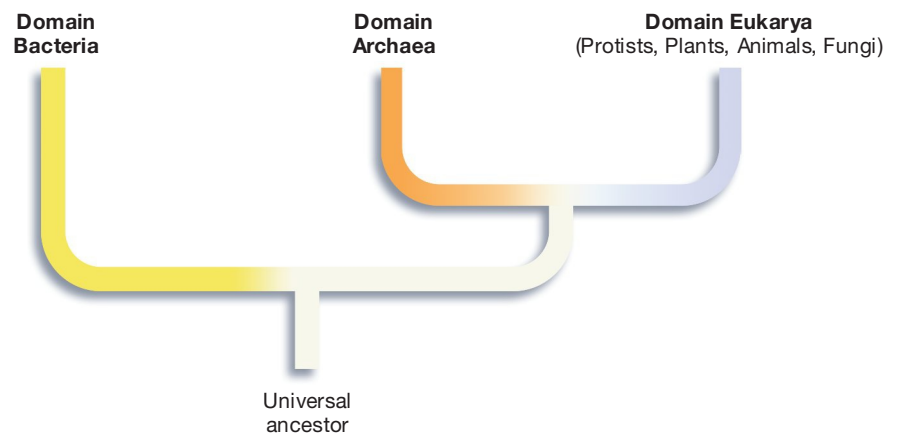 Domain
Bacteria
Domain
Archaea
Domain Eukarya
(Protists, Plants, Animals, Fungi)
Universal
ancestor